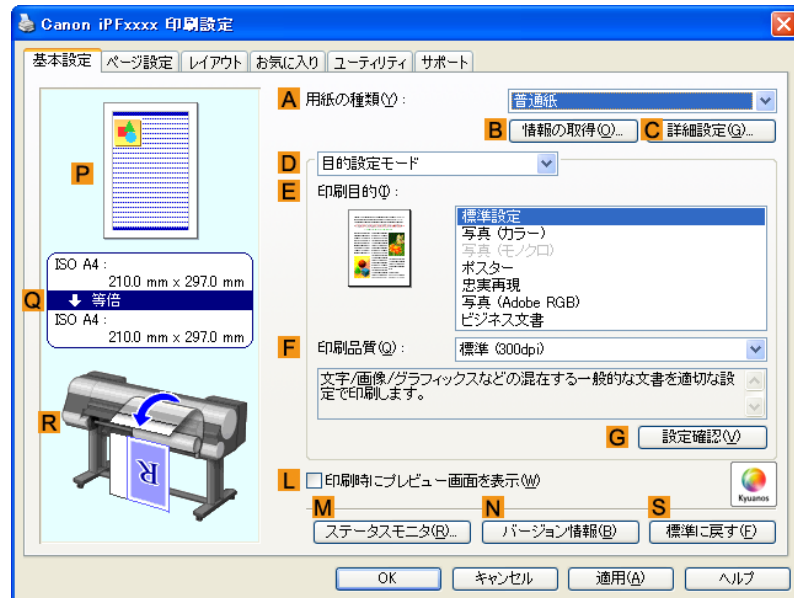 Canon iPFxxxx 印刷設定
基本設定 ページ設定 レイアウト お気に入り ユーティリティ サポート
A 用紙の種類(Y): 普通紙
B 情報の取得(O)... C 詳細設定(G)...
P
D 目的設定モード
E 印刷目的(I):
標準設定
写真 (カラー)
写真 (モノクロ)
ポスター
忠実再現
写真 (Adobe RGB)
ビジネス文書
ISO A4 :
210.0 mm x 297.0 mm
Q 等倍
ISO A4 :
210.0 mm x 297.0 mm
F 印刷品質(Q): 標準 (300dpi)
文字/画像/グラフィックスなどの混在する一般的な文書を適切な設
定で印刷します。
G 設定確認(V)
R
R
L 印刷時にプレビュー画面を表示(W)
Kyuanos
M N S
ステータスモニタ(R)... バージョン情報(B) 標準に戻す(F)
OK キャンセル 適用(A) ヘルプ